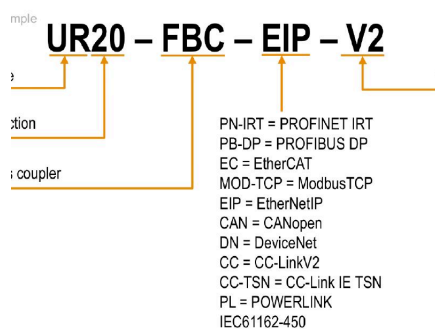 mple
UR20 – FBC – EIP – V2
e
ction
s coupler
PN-IRT = PROFINET IRT
PB-DP = PROFIBUS DP
EC = EtherCAT
MOD-TCP = ModbusTCP
EIP = EtherNetIP
CAN = CANopen
DN = DeviceNet
CC = CC-LinkV2
CC-TSN = CC-Link IE TSN
PL = POWERLINK
IEC61162-450